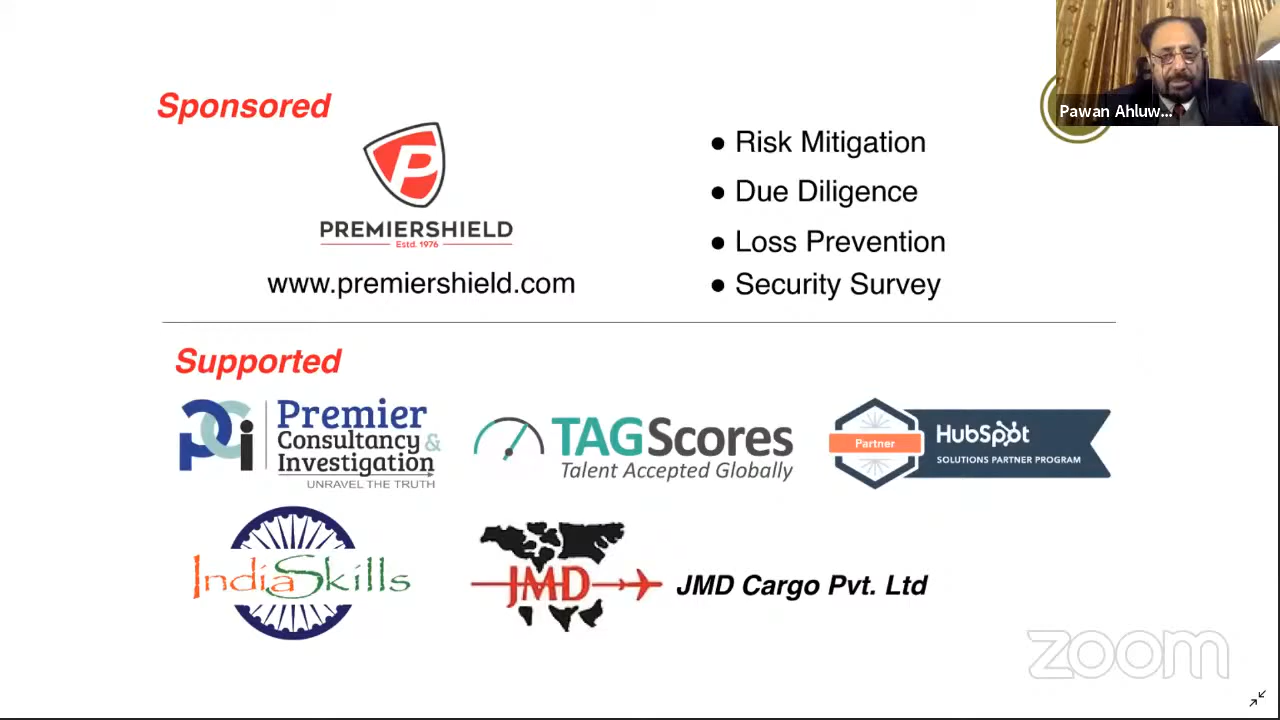 Pawan Ahluw...
Sponsored
P
PREMIERSHIELD
Estd. 1976
www.premiershield.com
● Risk Mitigation
● Due Diligence
● Loss Prevention
● Security Survey
Supported
pci
Premier
Consultancy &
Investigation
UNRAVEL THE TRUTH
TAGScores
Talent Accepted Globally
Partner
HubSpot
SOLUTIONS PARTNER PROGRAM
IndiaSkills
JMD
JMD Cargo Pvt. Ltd
zoom